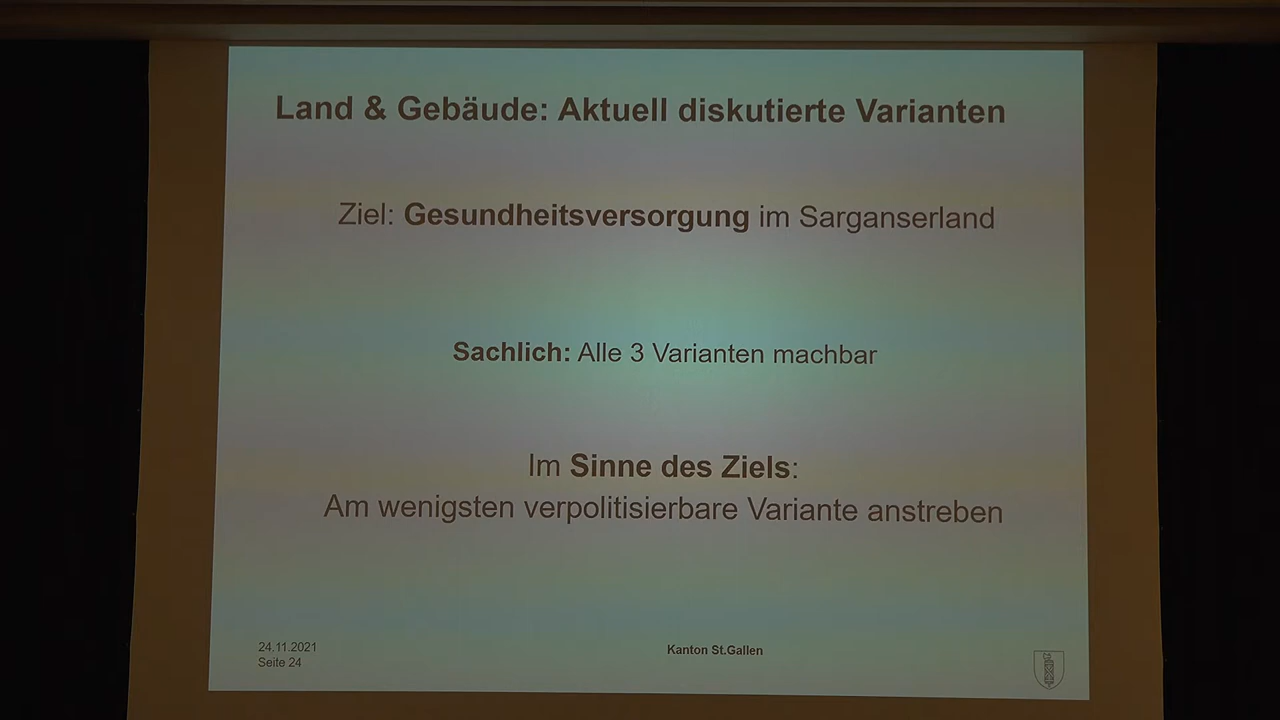 Land & Gebäude: Aktuell diskutierte Varianten
Ziel: Gesundheitsversorgung im Sarganserland
Sachlich: Alle 3 Varianten machbar
Im Sinne des Ziels:
Am wenigsten verpolitisierbare Variante anstreben
24.11.2021
Seite 24
Kanton St.Gallen